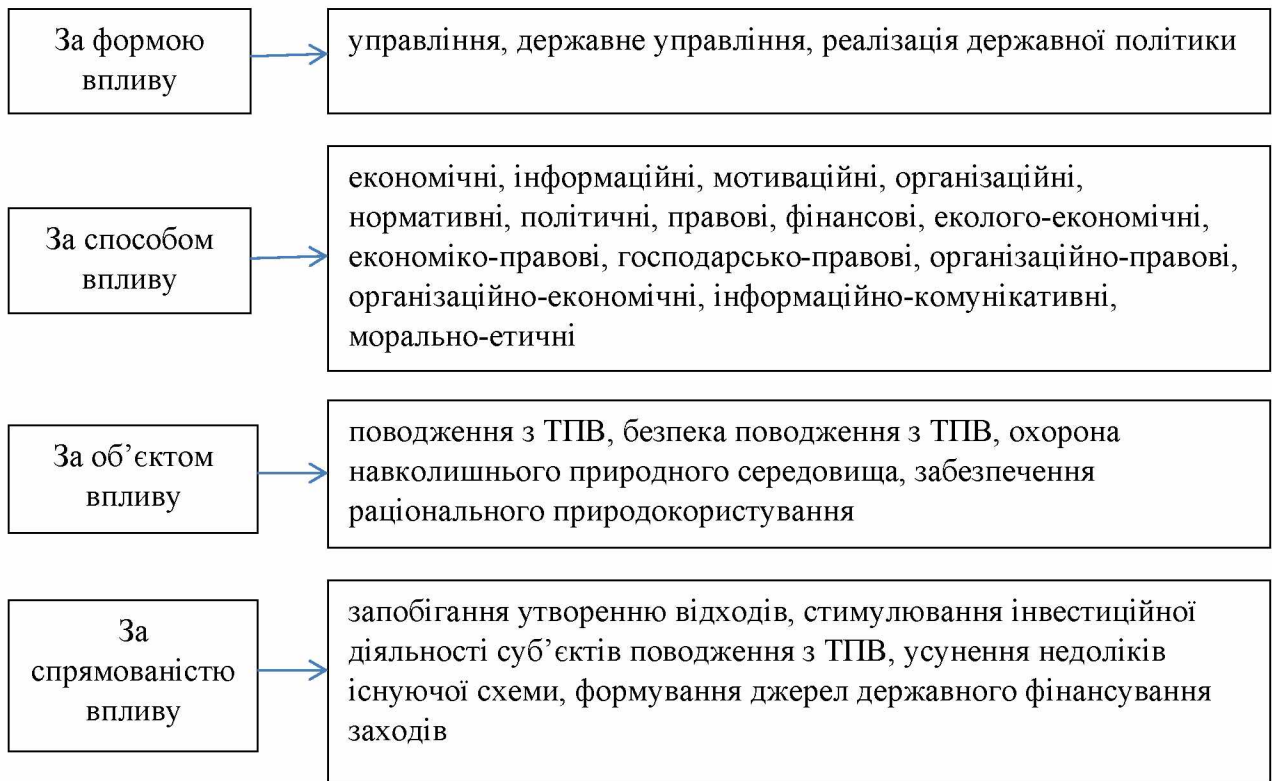 За формою
впливу
управління, державне управління, реалізація державної політики
За способом
впливу
економічні, інформаційні, мотиваційні, організаційні,
нормативні, політичні, правові, фінансові, еколого-економічні,
економіко-правові, господарсько-правові, організаційно-правові,
організаційно-економічні, інформаційно-комунікативні,
морально-етичні
За об’єктом
впливу
поводження з ТПВ, безпека поводження з ТПВ, охорона
навколишнього природного середовища, забезпечення
раціонального природокористування
За
спрямованістю
впливу
запобігання утворенню відходів, стимулювання інвестиційної
діяльності суб’єктів поводження з ТПВ, усунення недоліків
існуючої схеми, формування джерел державного фінансування
заходів